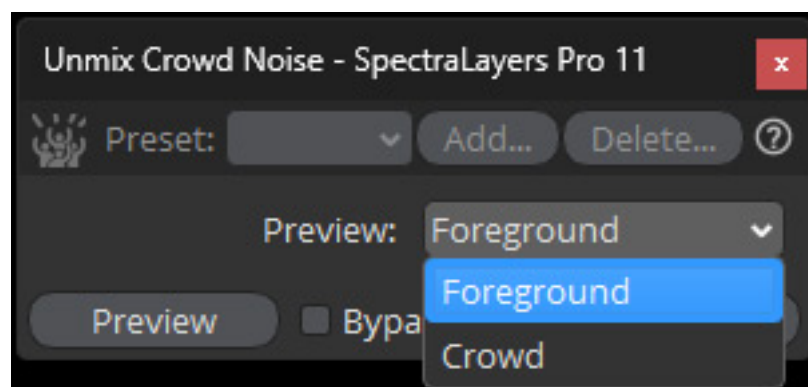 Unmix Crowd Noise - SpectraLayers Pro 11 x
Preset: Add... Delete... ?
Preview: Foreground
Foreground
Preview
Crowd